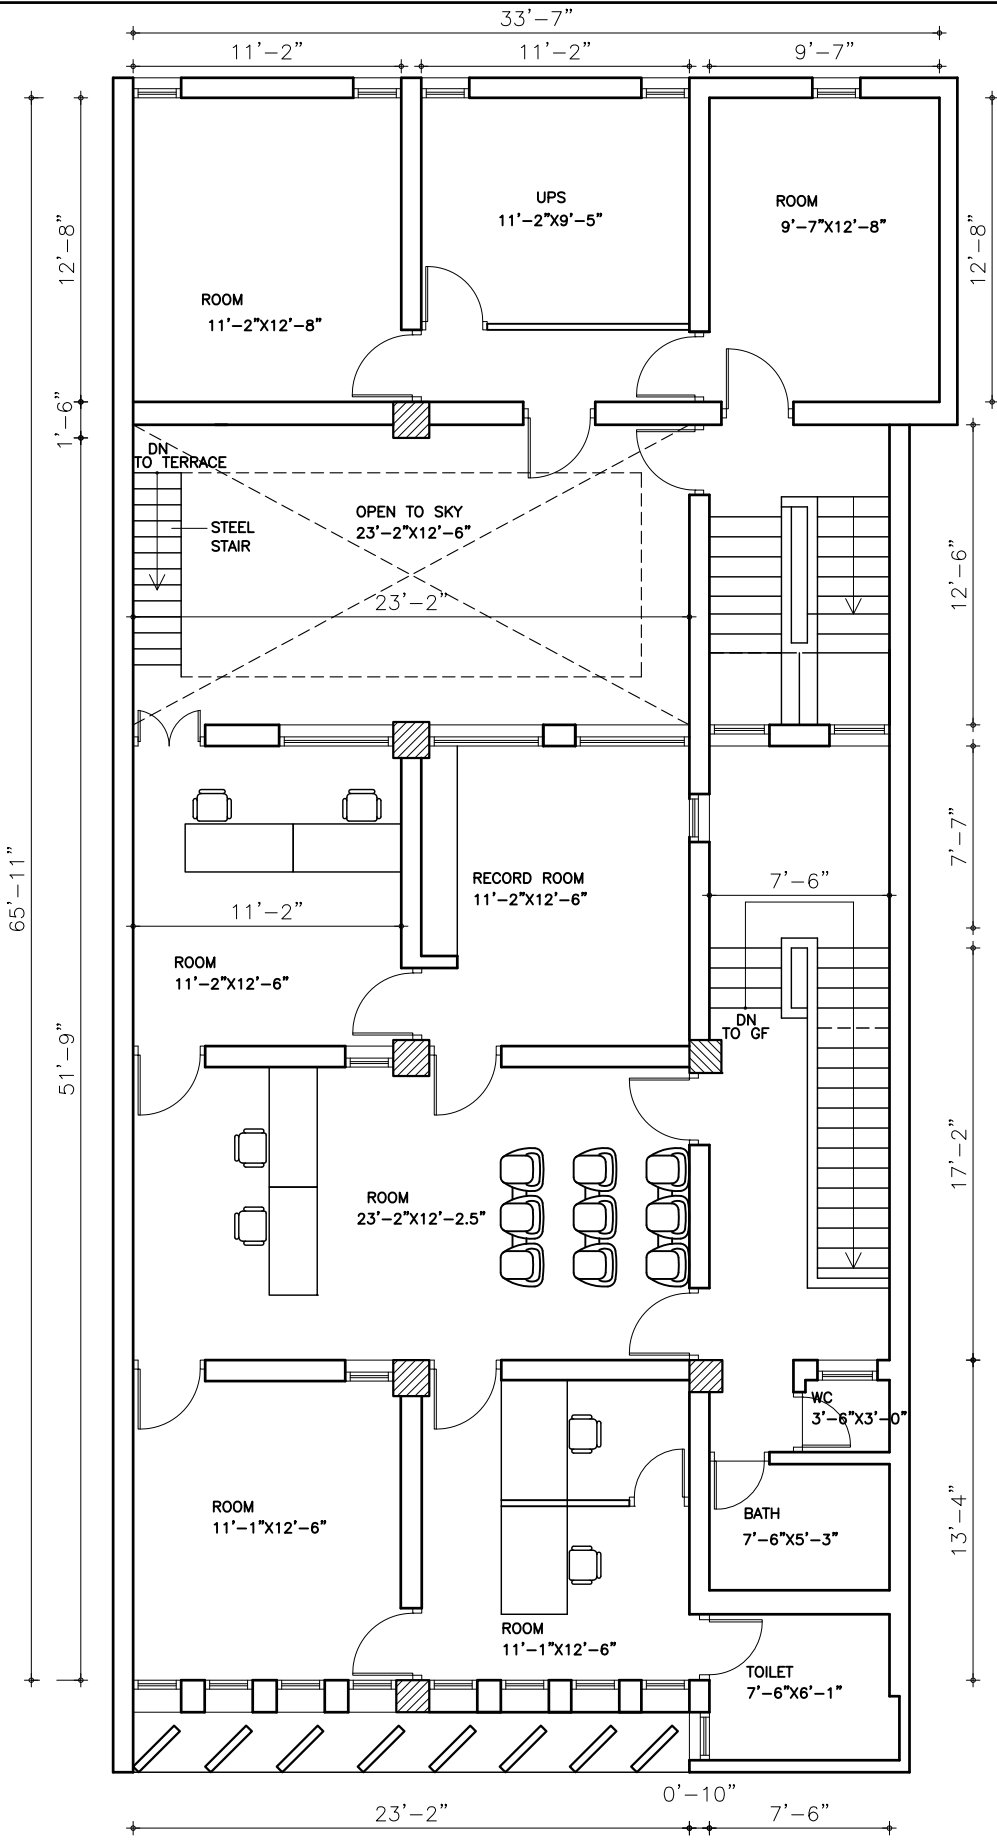 33'-7"
11'-2"
11'-2"
9'-7"
UPS
11'-2"X9'-5"
ROOM
9'-7"X12'-8"
12'-8"
12'-8"
ROOM
11'-2"X12'-8"
1'-6"
DN
TO TERRACE
STEEL
STAIR
OPEN TO SKY
23'-2"X12'-6"
23'-2"
12'-6"
7'-7"
65'-11"
RECORD ROOM
11'-2"X12'-6"
7'-6"
11'-2"
ROOM
11'-2"X12'-6"
DN
TO GF
51'-9"
17'-2"
ROOM
23'-2"X12'-2.5"
WC
3'-6"X3'-0"
ROOM
11'-1"X12'-6"
BATH
7'-6"X5'-3"
13'-4"
ROOM
11'-1"X12'-6"
TOILET
7'-6"X6'-1"
0'-10"
23'-2"
7'-6"